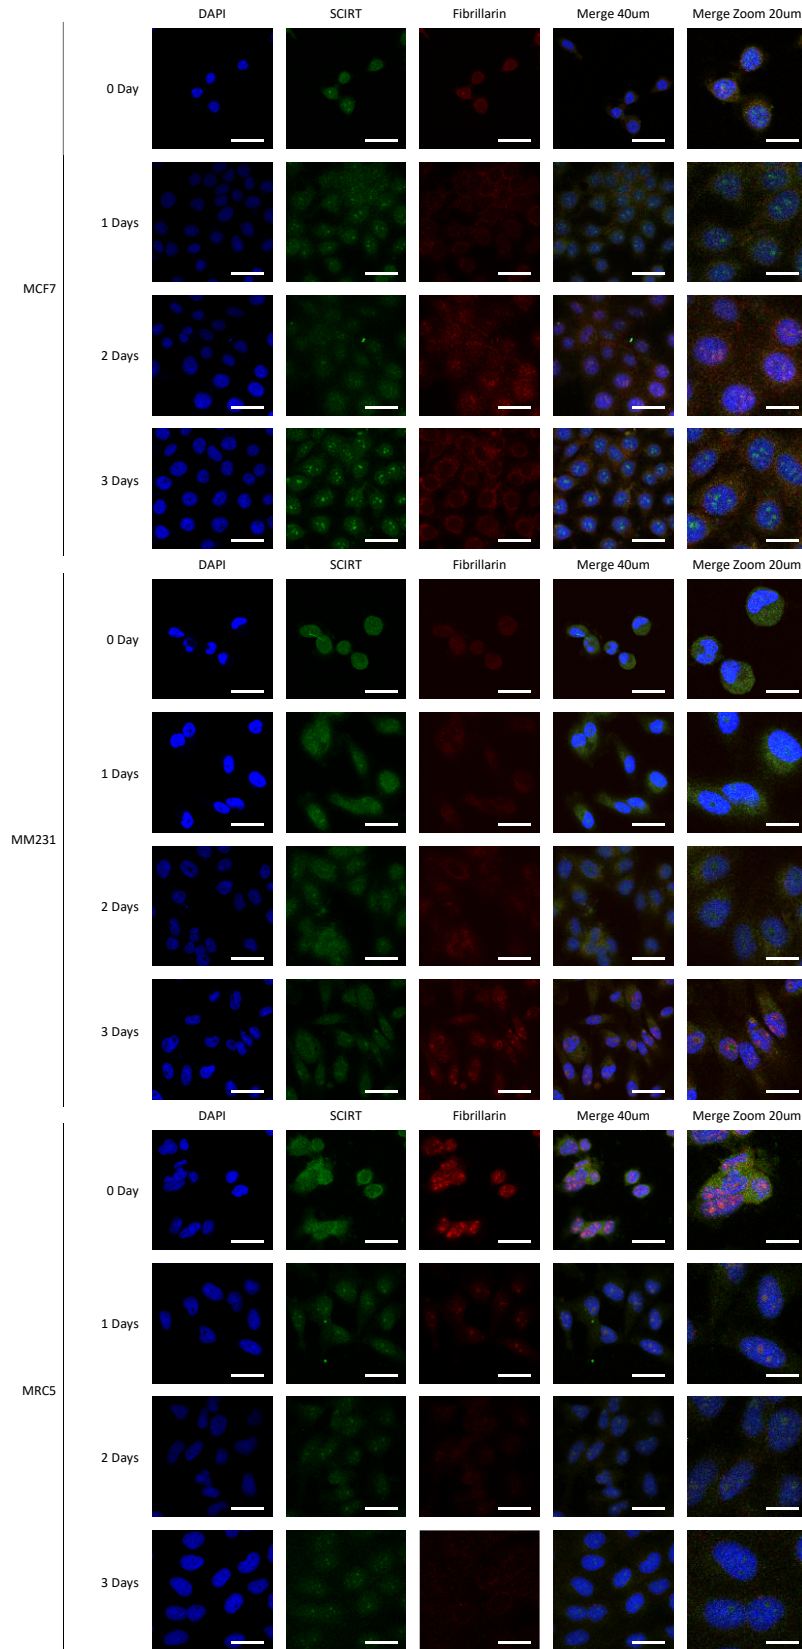 DAPI SCIRT Fibrillarin Merge 40um Merge Zoom 20um
0 Day
1 Days
MCF7
2 Days
3 Days
DAPI SCIRT Fibrillarin Merge 40um Merge Zoom 20um
0 Day
1 Days
MM231
2 Days
3 Days
DAPI SCIRT Fibrillarin Merge 40um Merge Zoom 20um
0 Day
1 Days
MRC5
2 Days
3 Days